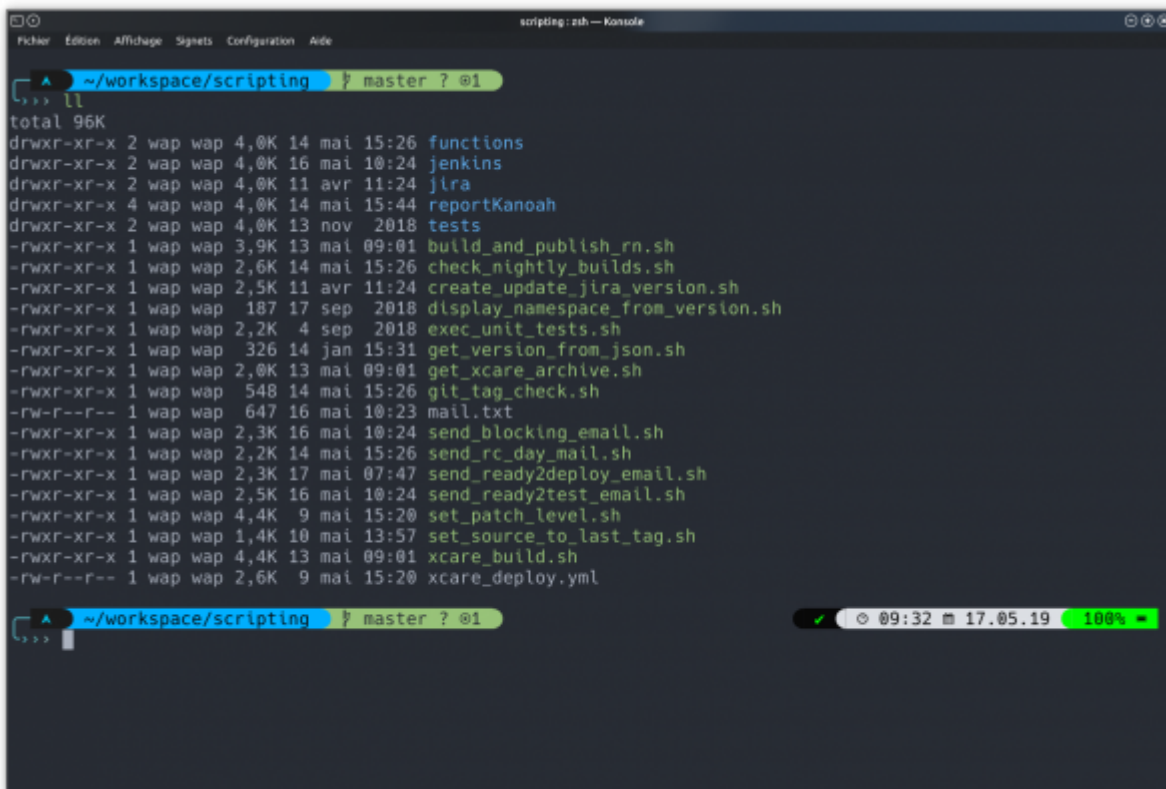 scripting : zsh — Konsole
Fichier Édition Affichage Signets Configuration Aide
~/workspace/scripting master ? 1
››› ll
total 96K
drwxr-xr-x 2 wap wap 4,0K 14 mai 15:26 functions
drwxr-xr-x 2 wap wap 4,0K 16 mai 10:24 jenkins
drwxr-xr-x 2 wap wap 4,0K 11 avr 11:24 jira
drwxr-xr-x 4 wap wap 4,0K 14 mai 15:44 reportKanoah
drwxr-xr-x 2 wap wap 4,0K 13 nov  2018 tests
-rwxr-xr-x 1 wap wap 3,9K 13 mai 09:01 build_and_publish_rn.sh
-rwxr-xr-x 1 wap wap 2,6K 14 mai 15:26 check_nightly_builds.sh
-rwxr-xr-x 1 wap wap 2,5K 11 avr 11:24 create_update_jira_version.sh
-rwxr-xr-x 1 wap wap  187 17 sep  2018 display_namespace_from_version.sh
-rwxr-xr-x 1 wap wap 2,2K  4 sep  2018 exec_unit_tests.sh
-rwxr-xr-x 1 wap wap  326 14 jan 15:31 get_version_from_json.sh
-rwxr-xr-x 1 wap wap 2,0K 13 mai 09:01 get_xcare_archive.sh
-rwxr-xr-x 1 wap wap  548 14 mai 15:26 git_tag_check.sh
-rw-r--r-- 1 wap wap  647 16 mai 10:23 mail.txt
-rwxr-xr-x 1 wap wap 2,3K 16 mai 10:24 send_blocking_email.sh
-rwxr-xr-x 1 wap wap 2,2K 14 mai 15:26 send_rc_day_mail.sh
-rwxr-xr-x 1 wap wap 2,3K 17 mai 07:47 send_ready2deploy_email.sh
-rwxr-xr-x 1 wap wap 2,5K 16 mai 10:24 send_ready2test_email.sh
-rwxr-xr-x 1 wap wap 4,4K  9 mai 15:20 set_patch_level.sh
-rwxr-xr-x 1 wap wap 1,4K 10 mai 13:57 set_source_to_last_tag.sh
-rwxr-xr-x 1 wap wap 4,4K 13 mai 09:01 xcare_build.sh
-rw-r--r-- 1 wap wap 2,6K  9 mai 15:20 xcare_deploy.yml
~/workspace/scripting master ? 1 ✔ 09:32 17.05.19 100%
›››